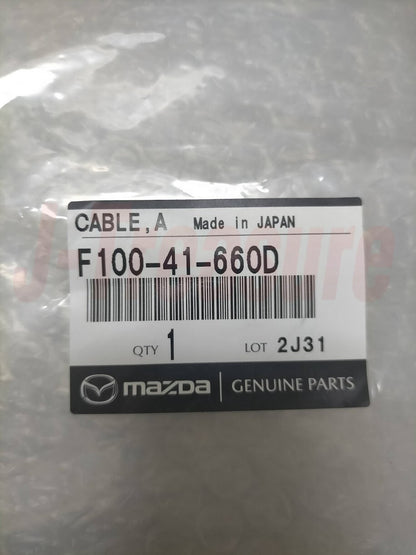 CABLE,A Made in JAPAN
F100-41-660D
QTY 1 LOT 2J31
mazda GENUINE PARTS